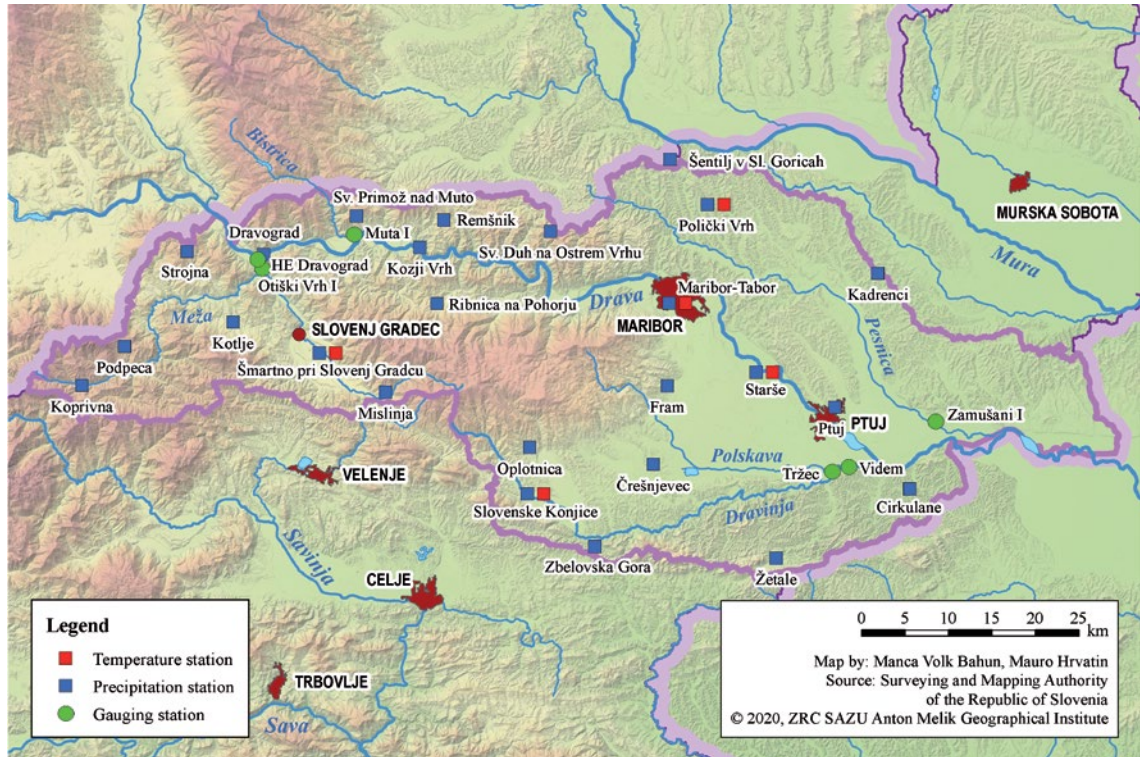 Bistrica
Šentilj v Sl. Goricah
MURSKA SOBOTA
Sv. Primož nad Muto
Remšnik
Polički Vrh
Dravograd
Muta I
Sv. Duh na Ostrem Vrhu
Mura
Strojna
HE Dravograd
Kozji Vrh
Otiški Vrh I
Kadrenci
Meža
Ribnica na Pohorju
Drava
Maribor-Tabor
MARIBOR
SLOVENJ GRADEC
Kotlje
Pesnica
Podpeca
Šmartno pri Slovenj Gradcu
Starše
Koprivna
Mislinja
Fram
Zamušani I
Ptuj
PTUJ
Oplotnica
Polskava
Videm
VELENJE
Črešnjevec
Tržec
Cirkulane
Slovenske Konjice
Dravinja
Savinja
Zbelovska Gora
Žetale
CELJE
TRBOVLJE
Sava
Legend
Temperature station
Precipitation station
Gauging station
0 5 10 15 20 25
km
Map by: Manca Volk Bahun, Mauro Hrvatin
Source: Surveying and Mapping Authority
of the Republic of Slovenia
© 2020, ZRC SAZU Anton Melik Geographical Institute